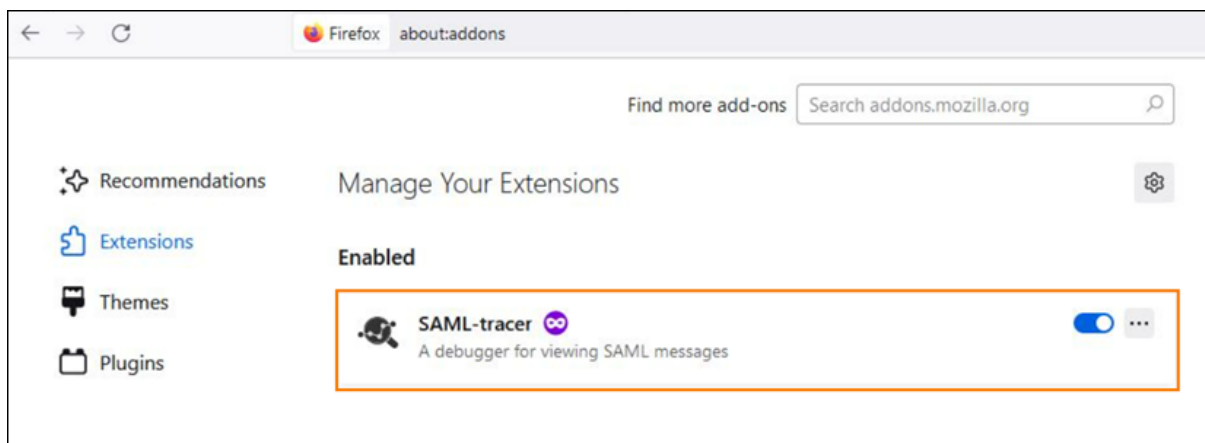 Firefox about:addons
Find more add-ons Search addons.mozilla.org
Recommendations
Manage Your Extensions
Extensions
Enabled
Themes
SAML-tracer
A debugger for viewing SAML messages
Plugins